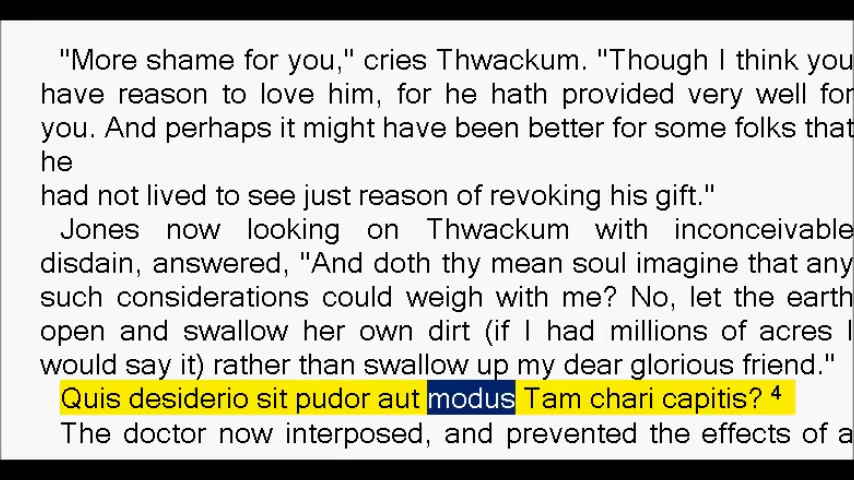 "More shame for you," cries Thwackum. "Though I think you
have reason to love him, for he hath provided very well for
you. And perhaps it might have been better for some folks that
he
had not lived to see just reason of revoking his gift."
Jones now looking on Thwackum with inconceivable
disdain, answered, "And doth thy mean soul imagine that any
such considerations could weigh with me? No, let the earth
open and swallow her own dirt (if I had millions of acres I
would say it) rather than swallow up my dear glorious friend."
Quis desiderio sit pudor aut modus Tam chari capitis? ⁴
The doctor now interposed, and prevented the effects of a